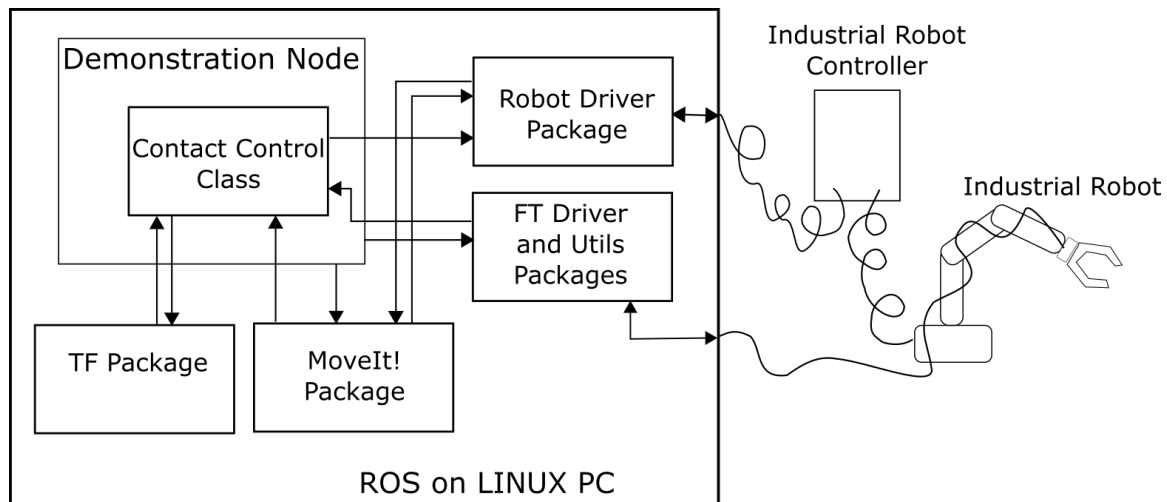 Demonstration Node
Contact Control
Class
Robot Driver
Package
FT Driver
and Utils
Packages
TF Package
MoveIt!
Package
ROS on LINUX PC
Industrial Robot
Controller
Industrial Robot